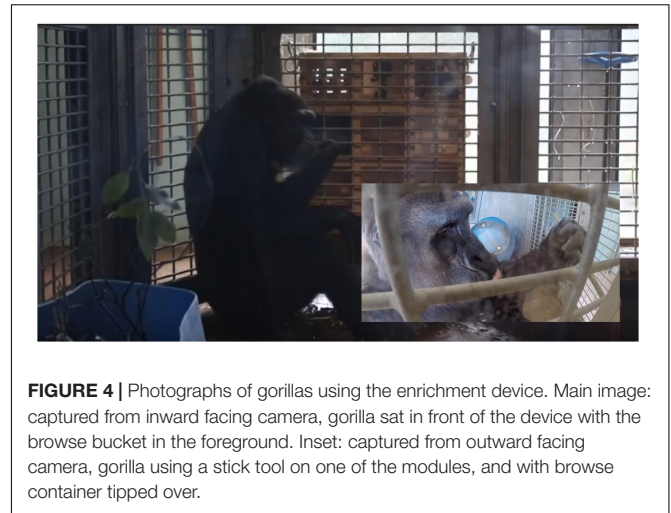 FIGURE 4 | Photographs of gorillas using the enrichment device. Main image:
captured from inward facing camera, gorilla sat in front of the device with the
browse bucket in the foreground. Inset: captured from outward facing
camera, gorilla using a stick tool on one of the modules, and with browse
container tipped over.